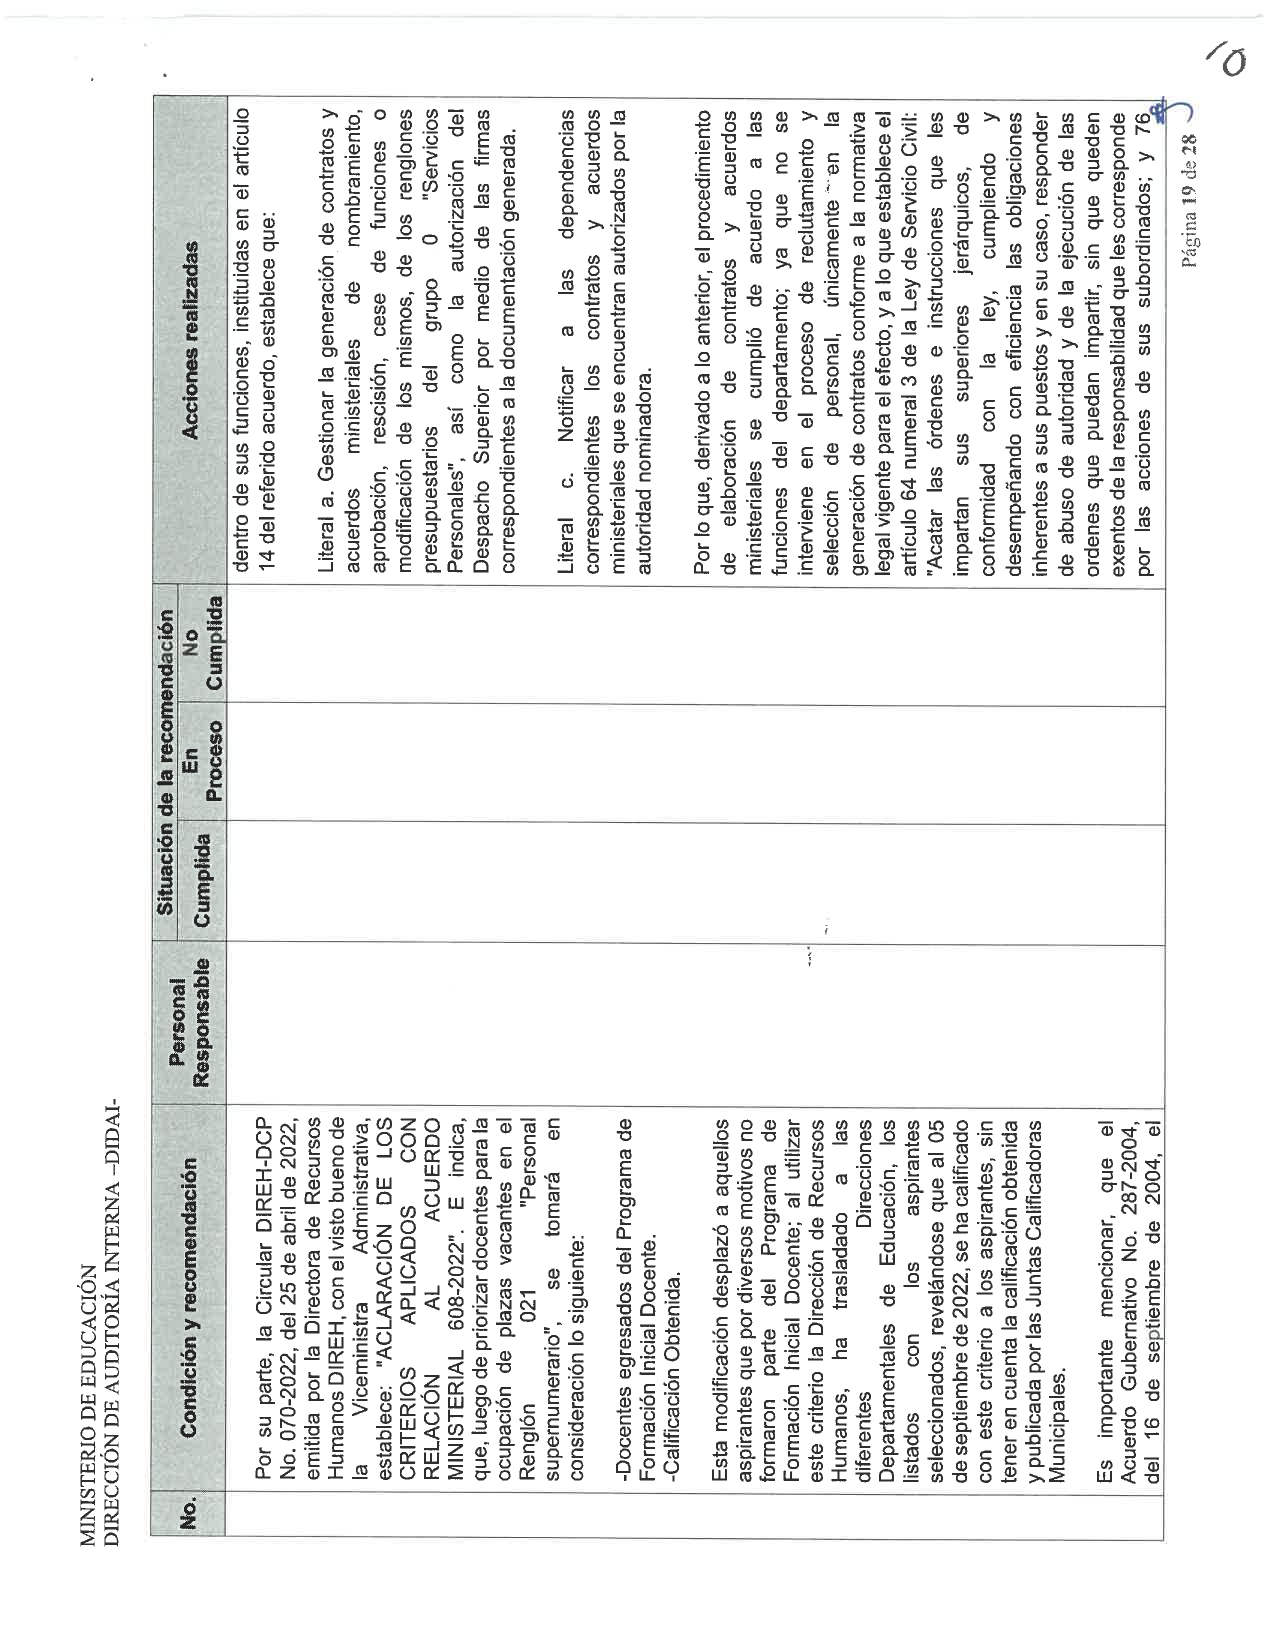 MINISTERIO DE EDUCACIÓN
DIRECCIÓN DE AUDITORÍA INTERNA –DIDAI-
10
No.
Condición y recomendación
Personal
Responsable
Situación de la recomendación
Cumplida
En
Proceso
No
Cumplida
Acciones realizadas
Por su parte, la Circular DIREH-DCP
No. 070-2022, del 25 de abril de 2022,
emitida por la Directora de Recursos
Humanos DIREH, con el visto bueno de
la Viceministra Administrativa,
establece: "ACLARACIÓN DE LOS
CRITERIOS APLICADOS CON
RELACIÓN AL ACUERDO
MINISTERIAL 608-2022". E indica,
que, luego de priorizar docentes para la
ocupación de plazas vacantes en el
Renglón 021 "Personal
supernumerario", se tomará en
consideración lo siguiente:
-Docentes egresados del Programa de
Formación Inicial Docente.
-Calificación Obtenida.
Esta modificación desplazó a aquellos
aspirantes que por diversos motivos no
formaron parte del Programa de
Formación Inicial Docente; al utilizar
este criterio la Dirección de Recursos
Humanos, ha trasladado a las
diferentes Direcciones
Departamentales de Educación, los
listados con los aspirantes
seleccionados, revelándose que al 05
de septiembre de 2022, se ha calificado
con este criterio a los aspirantes, sin
tener en cuenta la calificación obtenida
y publicada por las Juntas Calificadoras
Municipales.
Es importante mencionar, que el
Acuerdo Gubernativo No. 287-2004,
del 16 de septiembre de 2004, el
dentro de sus funciones, instituidas en el artículo
14 del referido acuerdo, establece que:
Literal a. Gestionar la generación de contratos y
acuerdos ministeriales de nombramiento,
aprobación, rescisión, cese de funciones o
modificación de los mismos, de los renglones
presupuestarios del grupo 0 "Servicios
Personales", así como la autorización del
Despacho Superior por medio de las firmas
correspondientes a la documentación generada.
Literal c. Notificar a las dependencias
correspondientes los contratos y acuerdos
ministeriales que se encuentran autorizados por la
autoridad nominadora.
Por lo que, derivado a lo anterior, el procedimiento
de elaboración de contratos y acuerdos
ministeriales se cumplió de acuerdo a las
funciones del departamento; ya que no se
interviene en el proceso de reclutamiento y
selección de personal, únicamente en la
generación de contratos conforme a la normativa
legal vigente para el efecto, y a lo que establece el
artículo 64 numeral 3 de la Ley de Servicio Civil:
"Acatar las órdenes e instrucciones que les
impartan sus superiores jerárquicos, de
conformidad con la ley, cumpliendo y
desempeñando con eficiencia las obligaciones
inherentes a sus puestos y en su caso, responder
de abuso de autoridad y de la ejecución de las
ordenes que puedan impartir, sin que queden
exentos de la responsabilidad que les corresponde
por las acciones de sus subordinados; y 76
Página 19 de 28